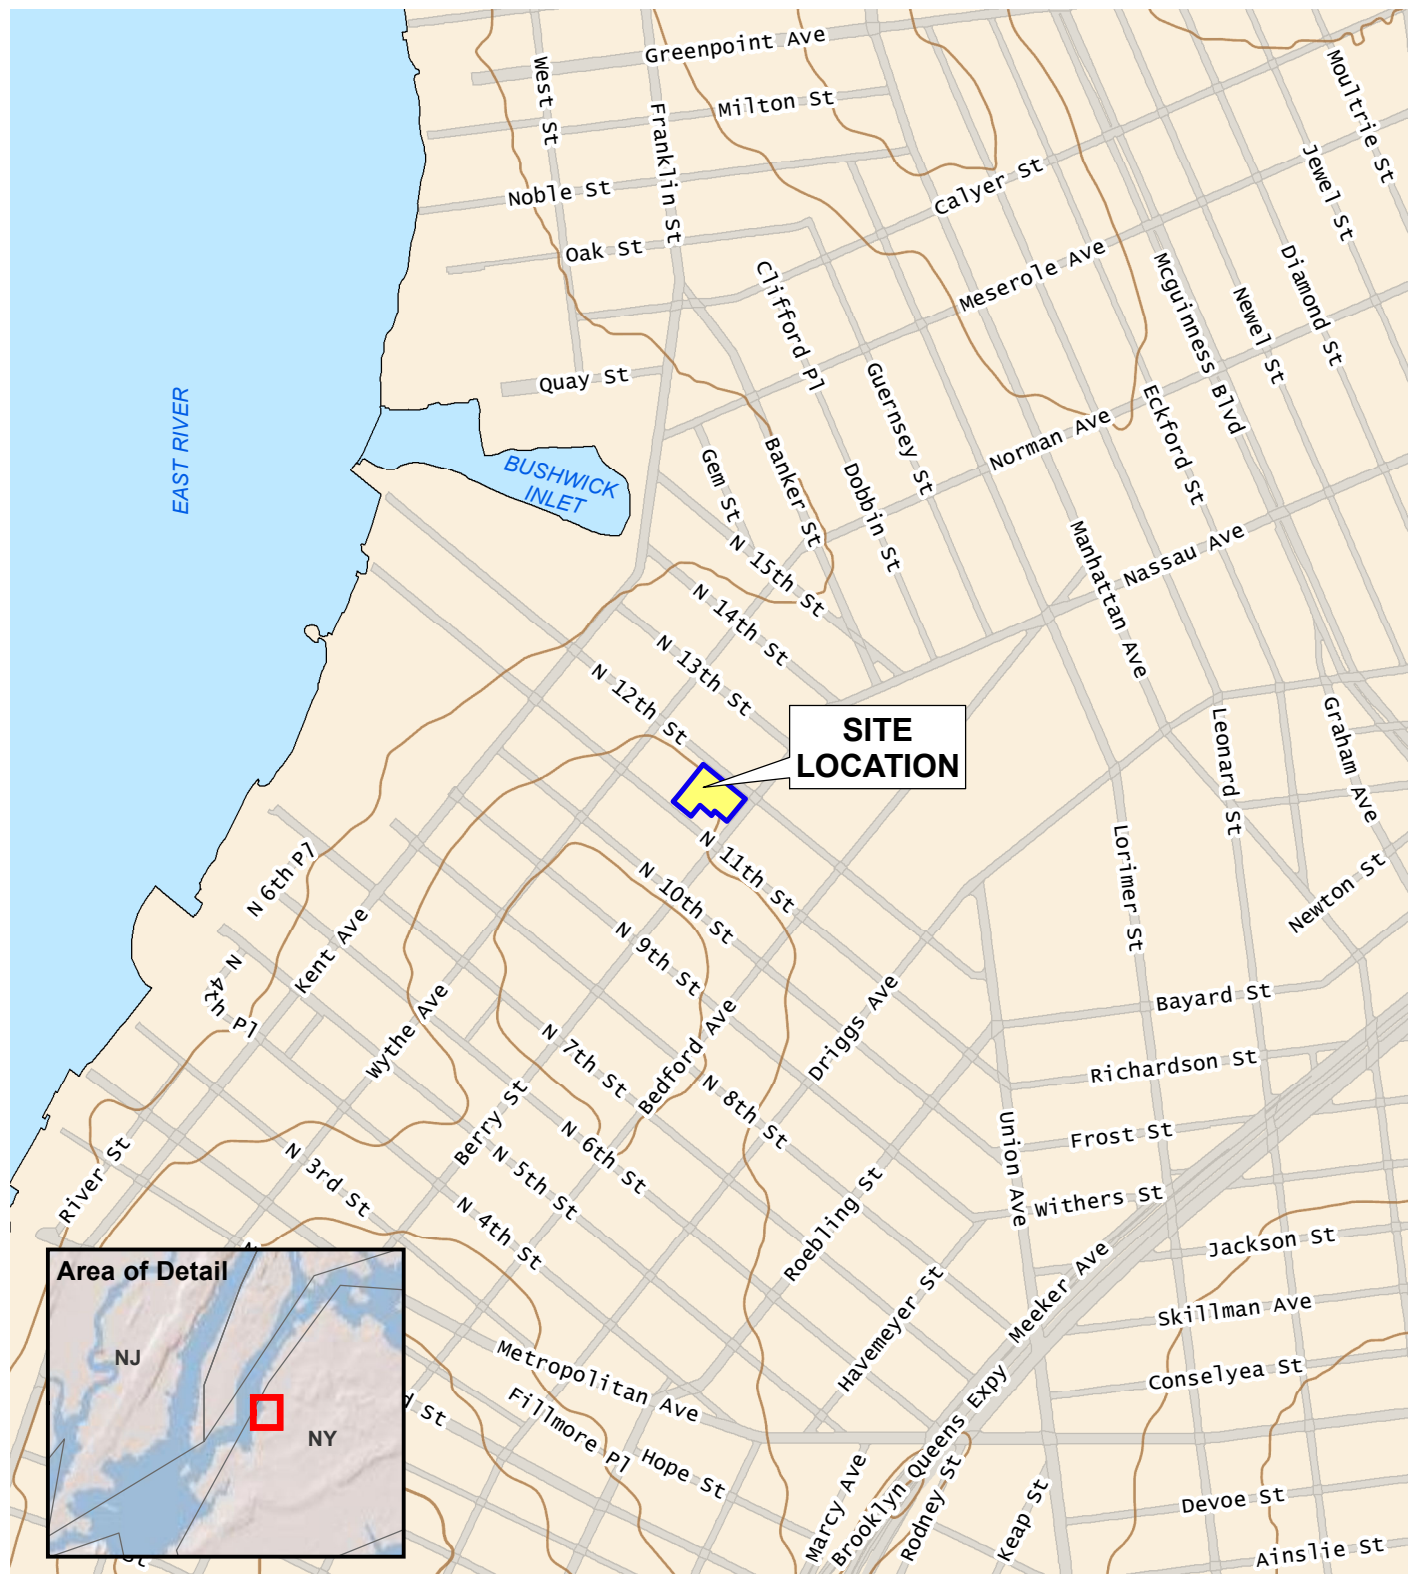 Greenpoint Ave
West St
Milton St
Franklin St
Moultrie St
Jewel St
Calyer St
Noble St
Oak St
Clifford Pl
Meserole Ave
Mcguinness Blvd
Diamond St
Newel St
Quay St
Guernsey St
Eckford St
EAST RIVER
BUSHWICK
INLET
Gem St
Banker St
Dobbin St
Norman Ave
Manhattan Ave
Nassau Ave
N 15th St
N 14th St
N 13th St
N 12th St
SITE
LOCATION
Leonard St
Graham Ave
Lorimer St
Newton St
N 11th St
N 10th St
N 9th St
N 6th Pl
Kent Ave
N 4th Pl
Wythe Ave
Driggs Ave
Bayard St
Richardson St
Bedford Ave
N 7th St
N 8th St
Berry St
N 6th St
N 5th St
N 4th St
N 3rd St
River St
Union Ave
Frost St
Withers St
Roebling St
Jackson St
Havemeyer St
Meeker Ave
Skillman Ave
Conselyea St
Area of Detail
NJ
NY
Metropolitan Ave
d St
Fillmore Pl
Hope St
Marcy Ave
Brooklyn Queens Expy
Rodney St
Keap St
Devoe St
Ainslie St